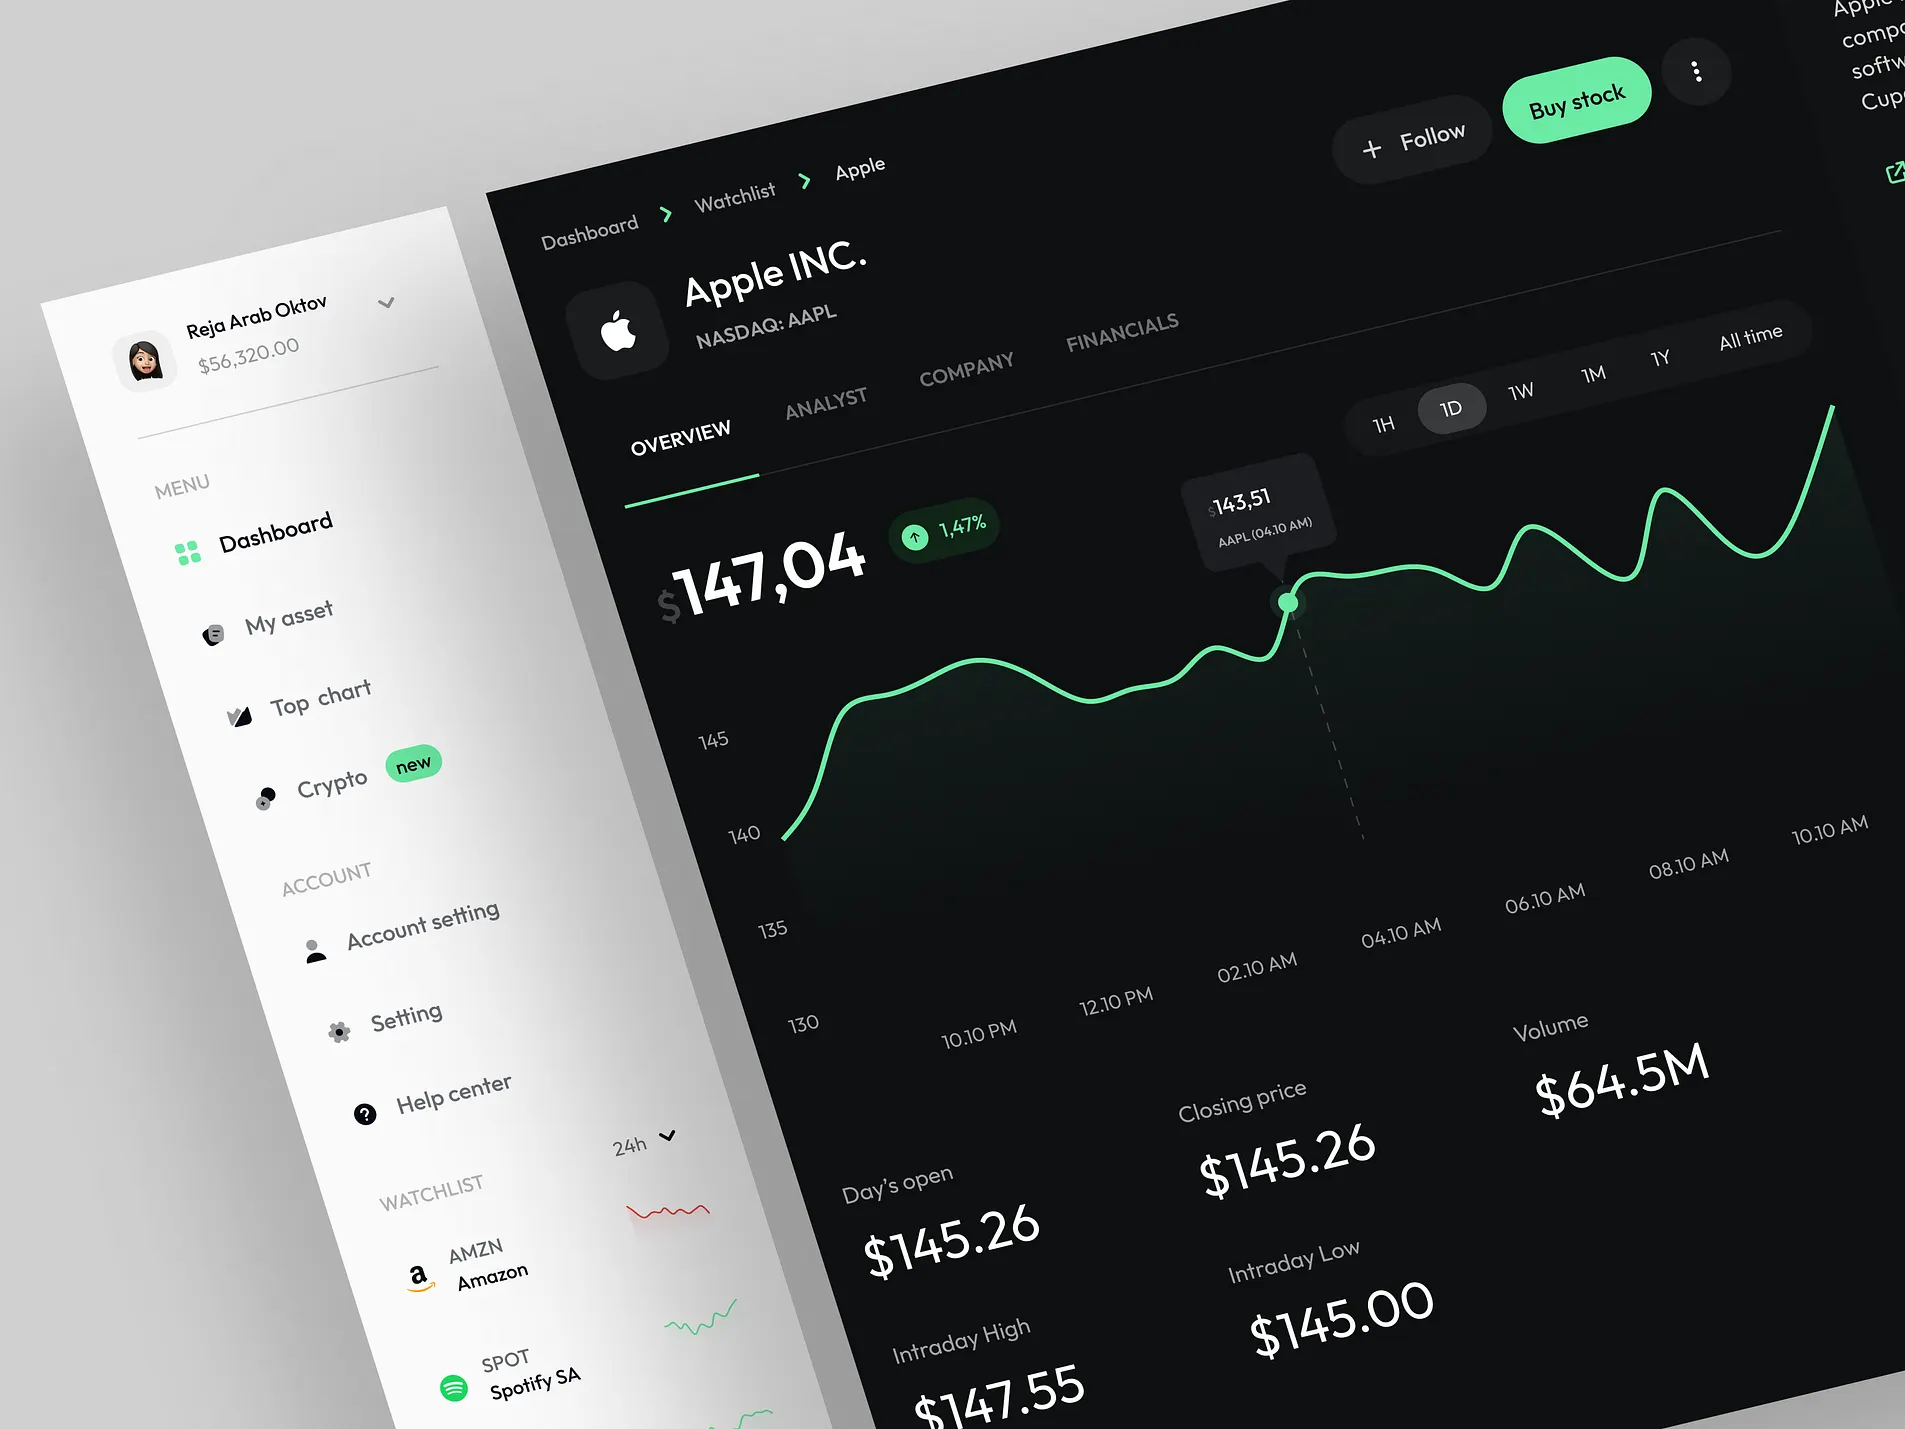 Reja Arab Oktov
$56,320.00
MENU
Dashboard
My asset
Top chart
Crypto new
ACCOUNT
Account setting
Setting
Help center
WATCHLIST 24h
AMZN
Amazon
SPOT
Spotify SA
Dashboard > Watchlist > Apple
+ Follow
Buy stock
Apple INC.
NASDAQ: AAPL
OVERVIEW
ANALYST
COMPANY
FINANCIALS
1H 1D 1W 1M 1Y All time
$147,04
1,47%
$143,51
AAPL (04.10 AM)
145
140
135
130
10.10 PM
12.10 PM
02.10 AM
04.10 AM
06.10 AM
08.10 AM
10.10 AM
Day's open
$145.26
Closing price
$145.26
Volume
$64.5M
Intraday High
$147.55
Intraday Low
$145.00
Apple